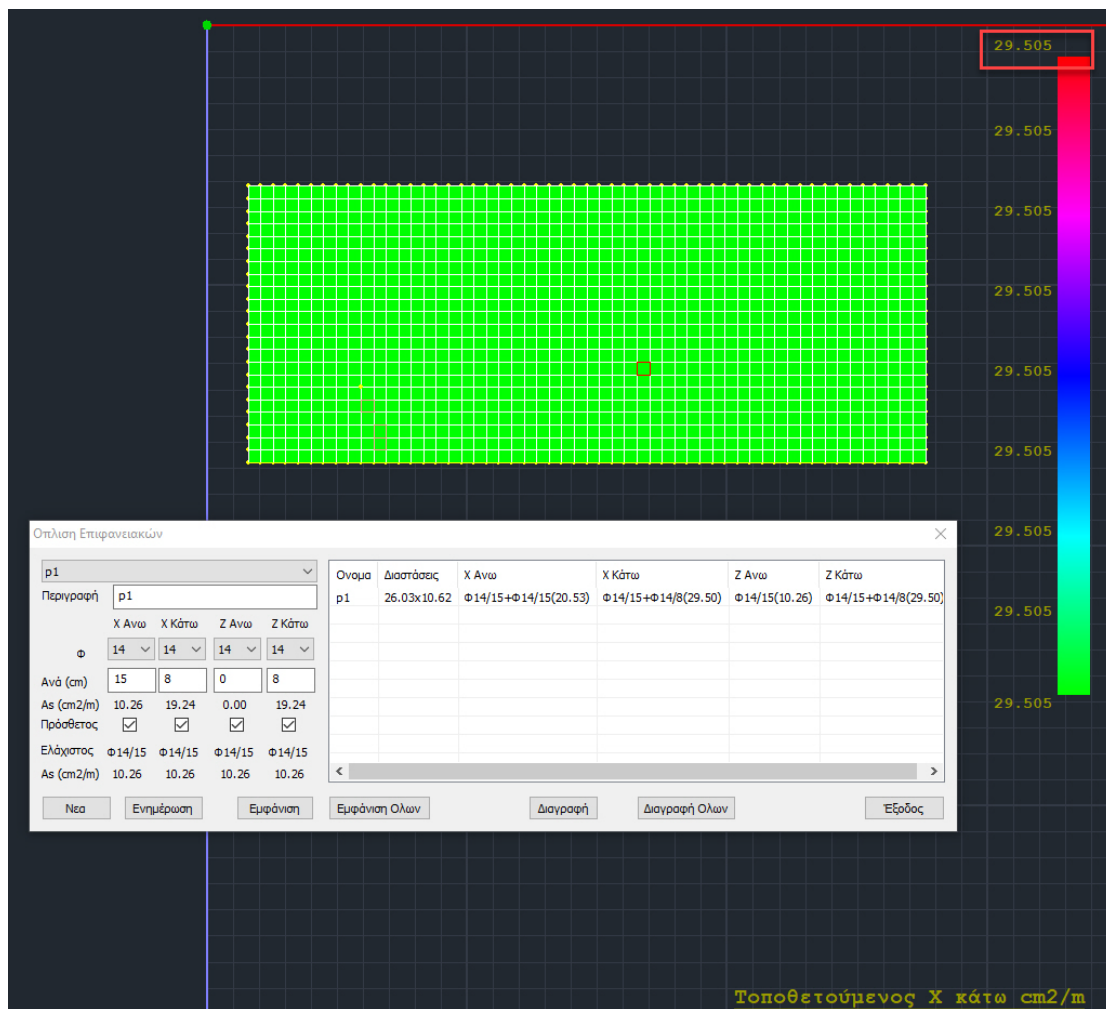 29.505
29.505
29.505
29.505
29.505
29.505
29.505
29.505
29.505
Οπλιση Επιφανειακών
p1
Περιγραφή p1
Χ Ανω Χ Κάτω Ζ Ανω Ζ Κάτω
Φ 14 14 14 14
Ανά (cm) 15 8 0 8
As (cm2/m) 10.26 19.24 0.00 19.24
Πρόσθετος
Ελάχιστος Φ14/15 Φ14/15 Φ14/15 Φ14/15
As (cm2/m) 10.26 10.26 10.26 10.26
Ονομα Διαστάσεις Χ Ανω Χ Κάτω Ζ Ανω Ζ Κάτω
p1 26.03x10.62 Φ14/15+Φ14/15(20.53) Φ14/15+Φ14/8(29.50) Φ14/15(10.26) Φ14/15+Φ14/8(29.50)
Νεα Ενημέρωση Εμφάνιση Εμφάνιση Ολων Διαγραφή Διαγραφή Ολων Έξοδος
Τοποθετούμενος Χ κάτω cm2/m